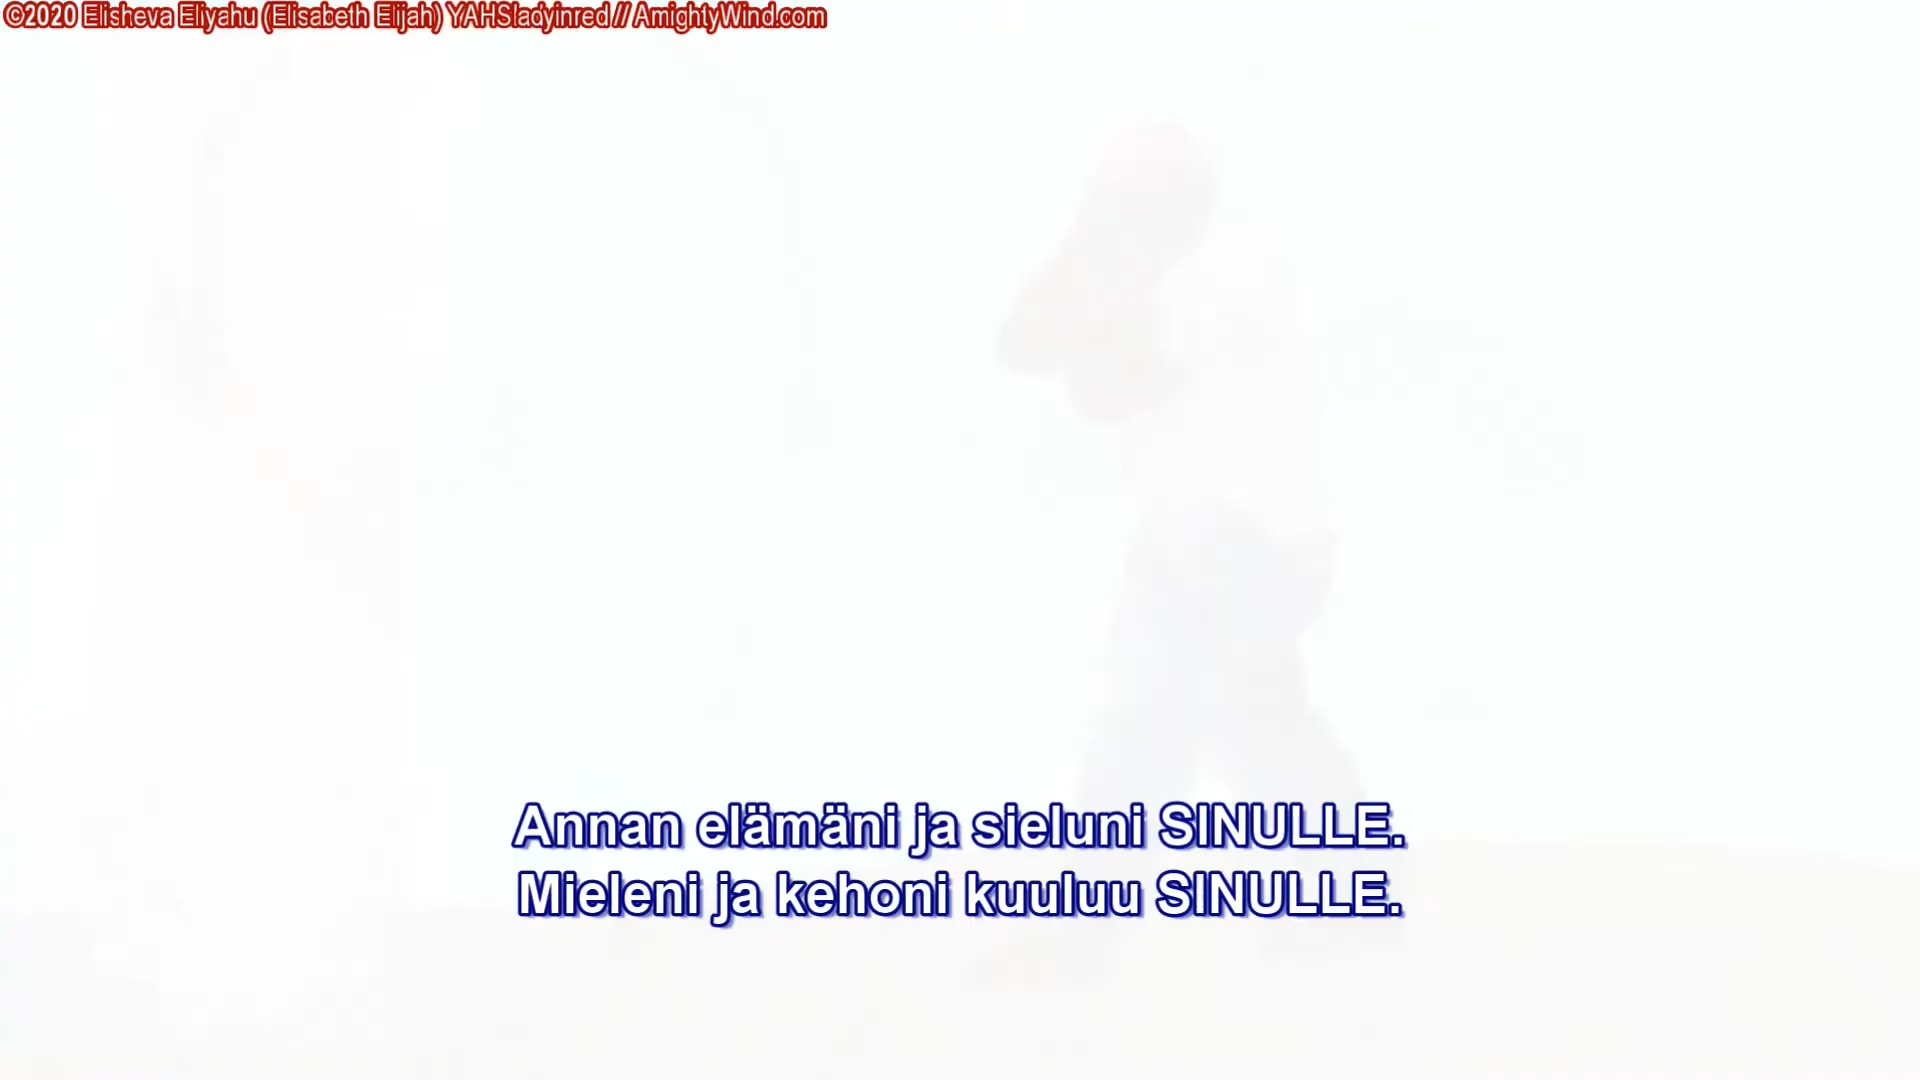 ©2020 Elisheva Eliyahu (Elisabeth Elijah) YAHSladyinred // AmightyWind.com
Annan elämäni ja sieluni SINULLE.
Mieleni ja kehoni kuuluu SINULLE.